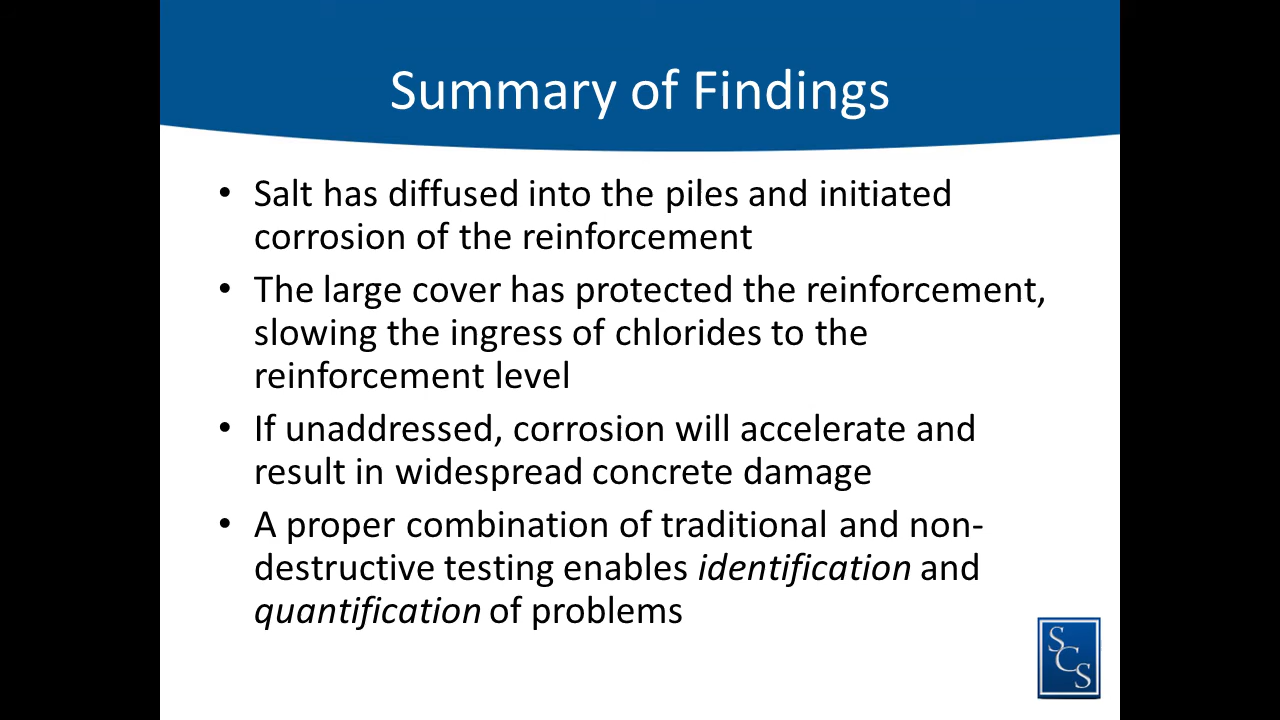 Summary of Findings
• Salt has diffused into the piles and initiated
corrosion of the reinforcement
• The large cover has protected the reinforcement,
slowing the ingress of chlorides to the
reinforcement level
• If unaddressed, corrosion will accelerate and
result in widespread concrete damage
• A proper combination of traditional and non-
destructive testing enables identification and
quantification of problems
SCS